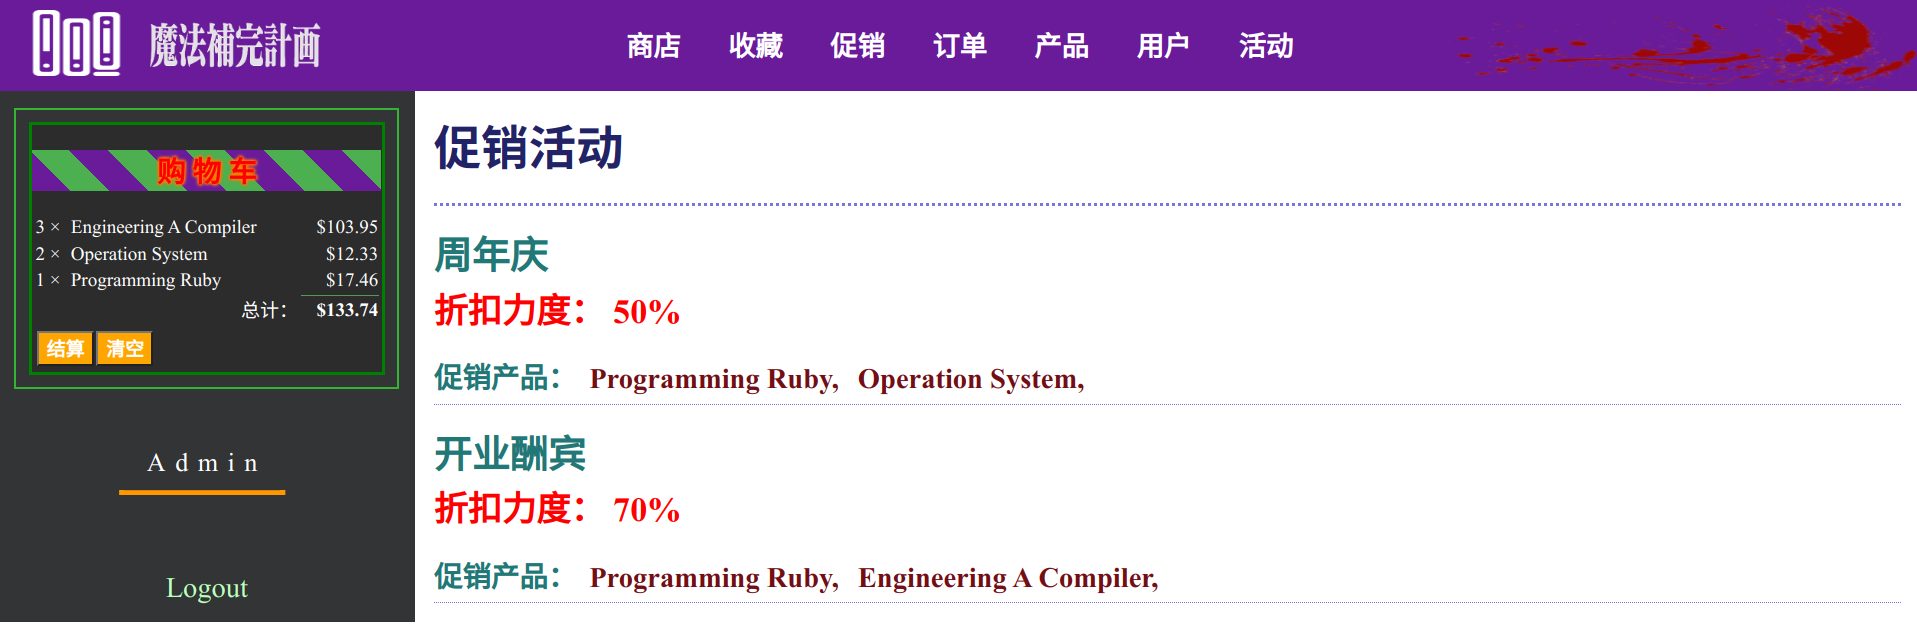 魔法補完計画
商店 收藏 促销 订单 产品 用户 活动
购物车
3 × Engineering A Compiler $103.95
2 × Operation System $12.33
1 × Programming Ruby $17.46
总计： $133.74
结算 清空
Admin
Logout
促销活动
周年庆
折扣力度： 50%
促销产品： Programming Ruby, Operation System,
开业酬宾
折扣力度： 70%
促销产品： Programming Ruby, Engineering A Compiler,